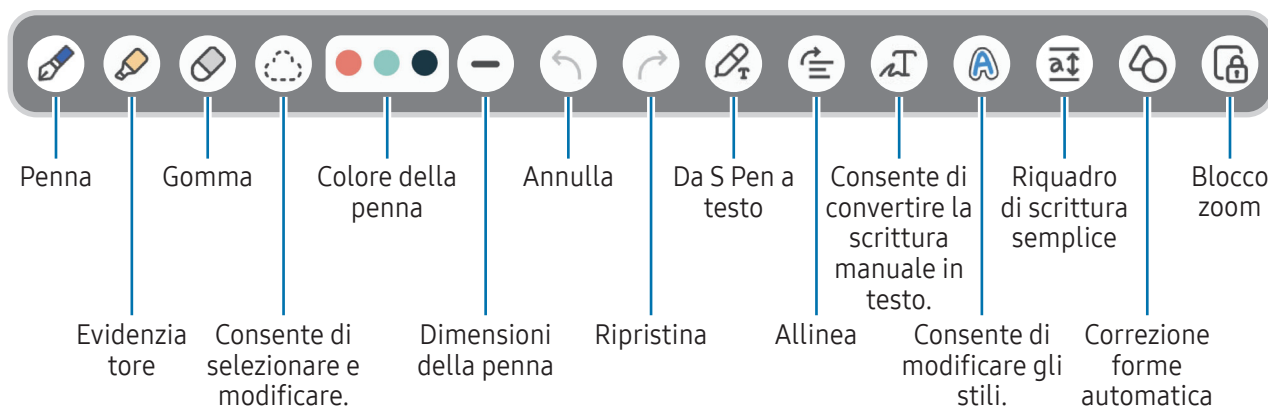 Penna
Gomma
Colore della
penna
Annulla
Da S Pen a
testo
Consente di
convertire la
scrittura
manuale in
testo.
Riquadro
di scrittura
semplice
Blocco
zoom
Evidenzia
tore
Consente di
selezionare e
modificare.
Dimensioni
della penna
Ripristina
Allinea
Consente di
modificare gli
stili.
Correzione
forme
automatica